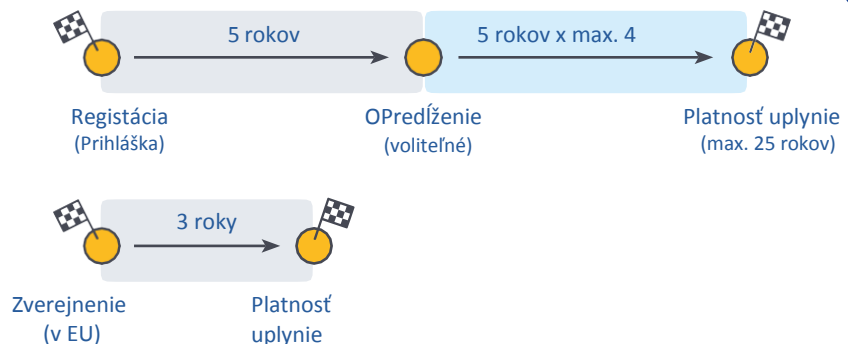 5 rokov
5 rokov x max. 4
Registácia
(Prihláška)
OPredĺženie
(voliteľné)
Platnosť uplynie
(max. 25 rokov)
3 roky
Zverejnenie
(v EU)
Platnosť
uplynie